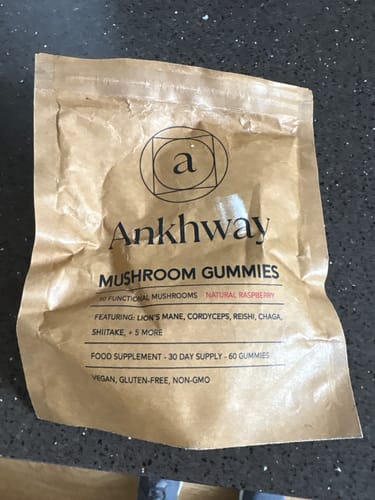 a
Ankhway
MUSHROOM GUMMIES
10 FUNCTIONAL MUSHROOMS NATURAL RASPBERRY
FEATURING: LION'S MANE, CORDYCEPS, REISHI, CHAGA,
SHIITAKE, + 5 MORE
FOOD SUPPLEMENT - 30 DAY SUPPLY - 60 GUMMIES
VEGAN, GLUTEN-FREE, NON-GMO